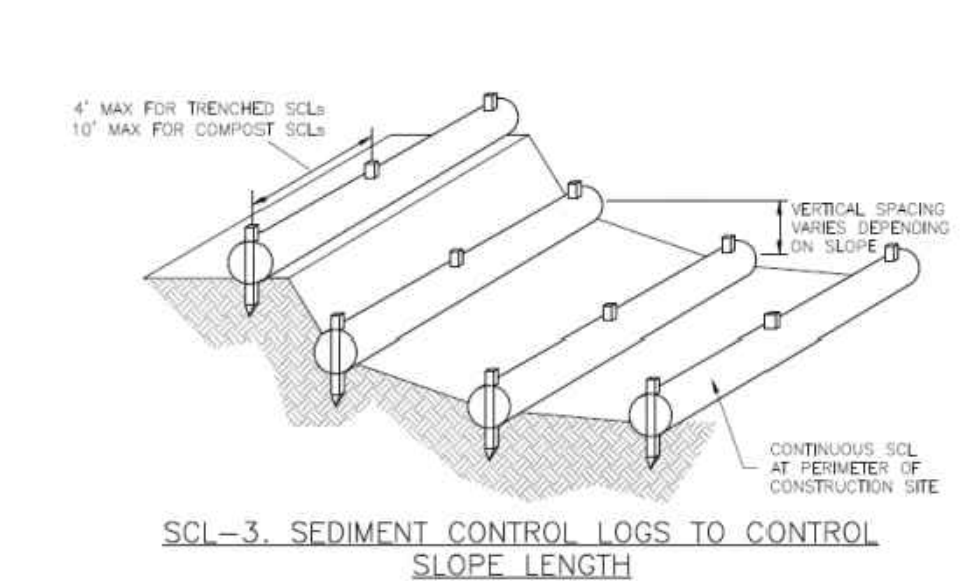 4' MAX FOR TRENCHED SCLs
10' MAX FOR COMPOST SCLs
VERTICAL SPACING
VARIES DEPENDING
ON SLOPE
CONTINUOUS SCL
AT PERIMETER OF
CONSTRUCTION SITE
SCL-3. SEDIMENT CONTROL LOGS TO CONTROL
SLOPE LENGTH